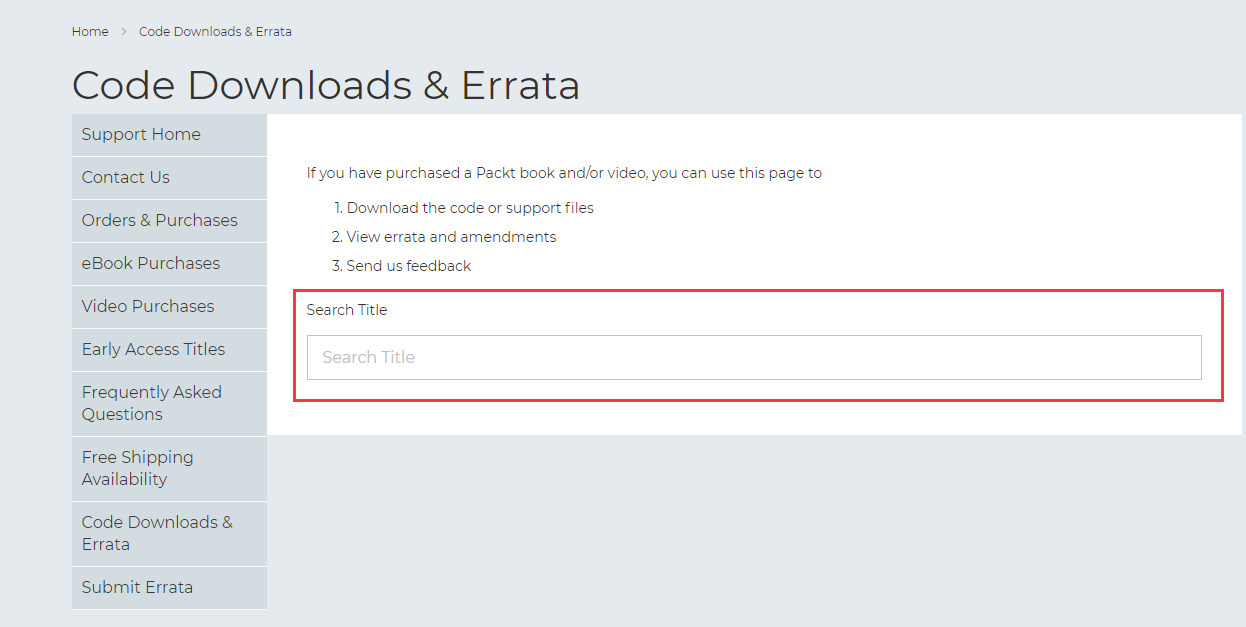 Home > Code Downloads & Errata
Code Downloads & Errata
Support Home
Contact Us
Orders & Purchases
eBook Purchases
Video Purchases
Early Access Titles
Frequently Asked
Questions
Free Shipping
Availability
Code Downloads &
Errata
Submit Errata
If you have purchased a Packt book and/or video, you can use this page to
1. Download the code or support files
2. View errata and amendments
3. Send us feedback
Search Title
Search Title